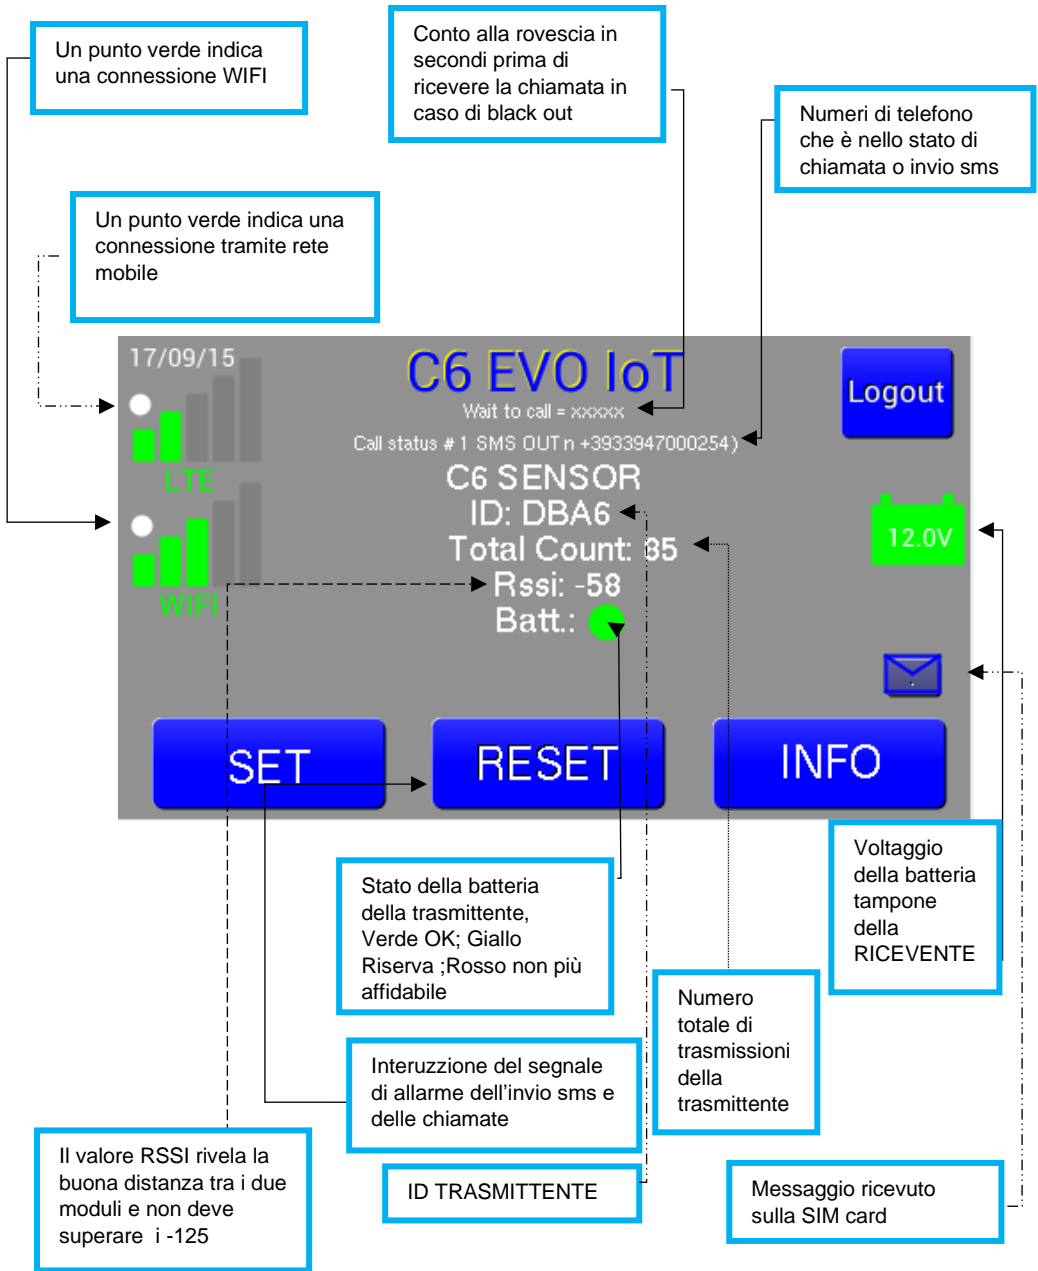 Un punto verde indica
una connessione WIFI
Conto alla rovescia in
secondi prima di
ricevere la chiamata in
caso di black out
Numeri di telefono
che è nello stato di
chiamata o invio sms
Un punto verde indica una
connessione tramite rete
mobile
17/09/15
C6 EVO IoT
Logout
Wait to call = xxxxx
Call status # 1 SMS OUT n +3933947000254)
LTE
C6 SENSOR
ID: DBA6
12.0V
Total Count: 35
Rssi: -58
WIFI
Batt.:
SET
RESET
INFO
Voltaggio
della batteria
tampone
della
RICEVENTE
Stato della batteria
della trasmittente,
Verde OK; Giallo
Riserva ;Rosso non più
affidabile
Numero
totale di
trasmissioni
della
trasmittente
Interuzzione del segnale
di allarme dell'invio sms e
delle chiamate
Il valore RSSI rivela la
buona distanza tra i due
moduli e non deve
superare  i -125
ID TRASMITTENTE
Messaggio ricevuto
sulla SIM card